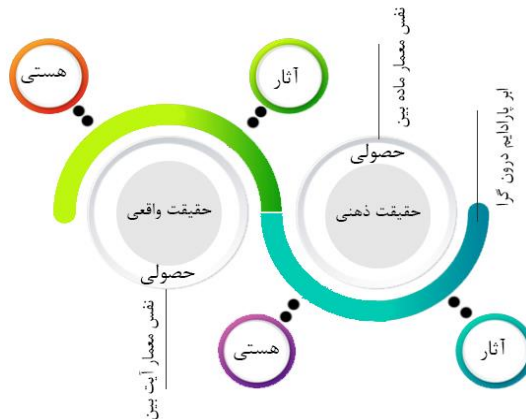 نفس معمار ماده بین
ابر پارادایم درون گرا
آثار
هستی
حصولی
حقیقت ذهنی
حقیقت واقعی
حصولی
نفس معمار آیت بین
هستی
آثار